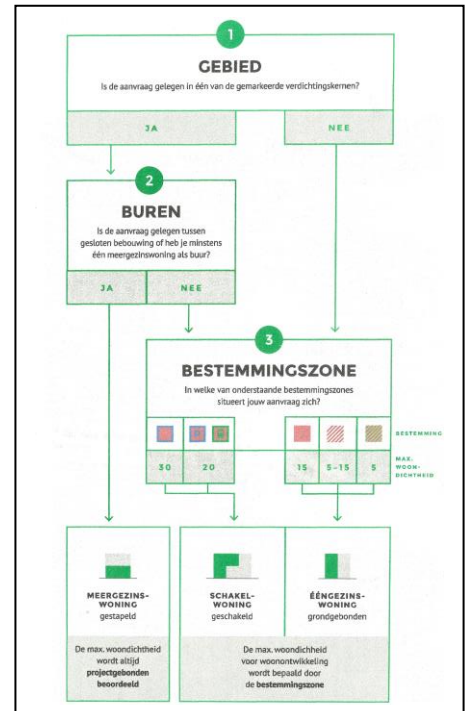 1
GEBIED
Is de aanvraag gelegen in één van de gemarkeerde verdichtingskernen?
JA
NEE
2
BUREN
Is de aanvraag gelegen tussen
gesloten bebouwing of heb je minstens
één meergezinswoning als buur?
JA
NEE
3
BESTEMMINGSZONE
In welke van onderstaande bestemmingszones
situeert jouw aanvraag zich?
BESTEMMING
30
20
15
5-15
5
MAX.
WOON-
DICHTHEID
MEERGEZINS-
WONING
gestapeld
SCHAKEL-
WONING
geschakeld
ÉÉNGEZINS-
WONING
grondgebonden
De max. woondichtheid
wordt altijd
projectgebonden
beoordeeld
De max. woondichheid
voor woonontwikkeling
wordt bepaald door
de bestemmingszone